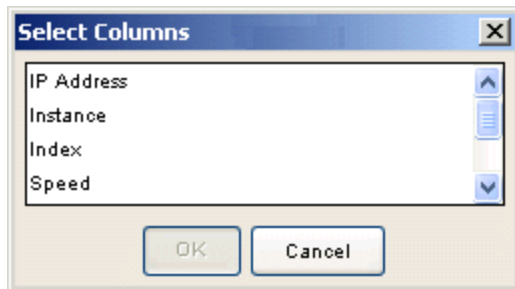 Select Columns
IP Address
Instance
Index
Speed
OK Cancel